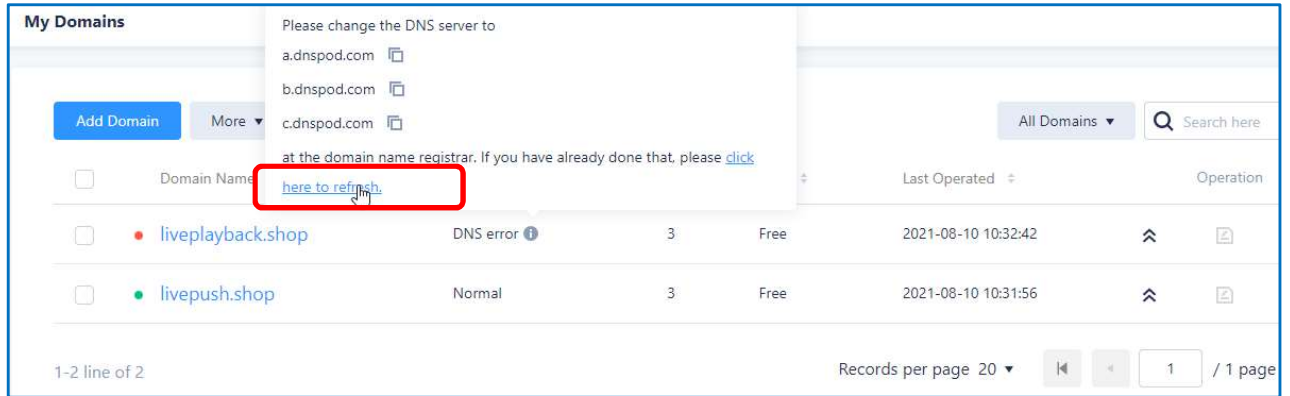 My Domains
Please change the DNS server to
a.dnspod.com
b.dnspod.com
c.dnspod.com
at the domain name registrar. If you have already done that, please click
here to refresh.
Add Domain
More
All Domains
Search here
Domain Name
Last Operated
Operation
liveplayback.shop DNS error 3 Free 2021-08-10 10:32:42
livepush.shop Normal 3 Free 2021-08-10 10:31:56
1-2 line of 2
Records per page 20
1 / 1 page